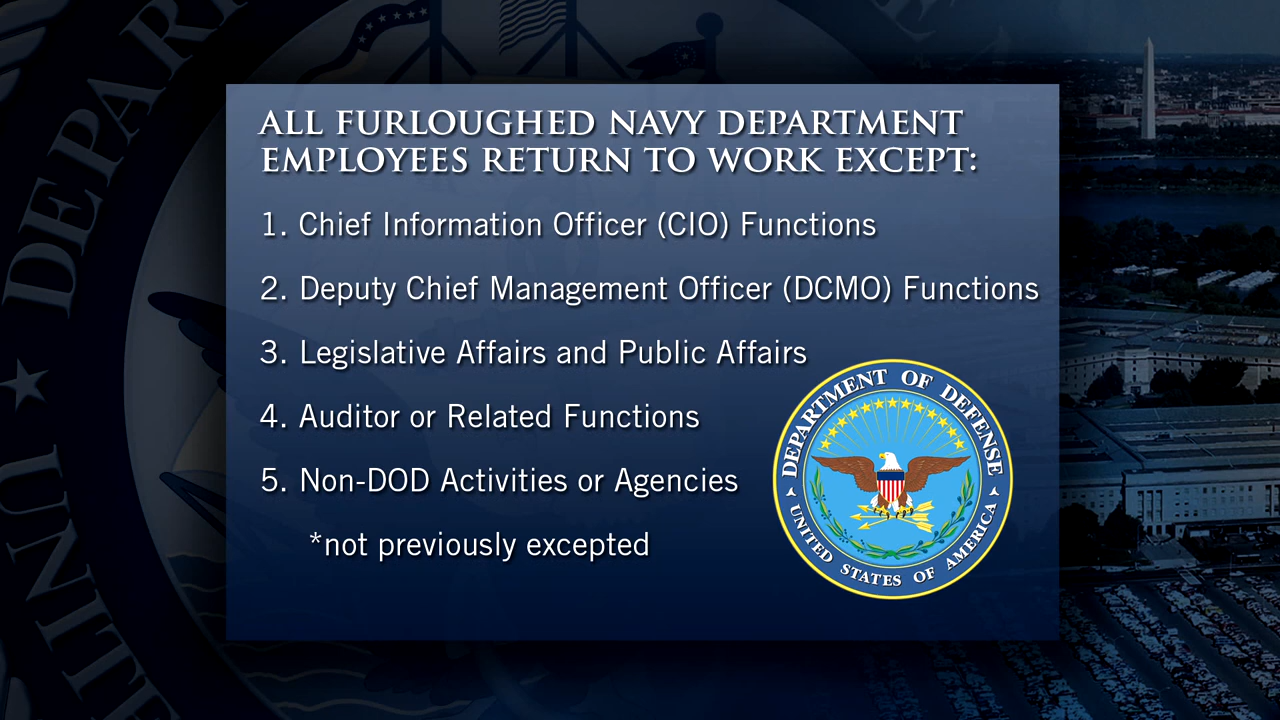 ALL FURLOUGHED NAVY DEPARTMENT
EMPLOYEES RETURN TO WORK EXCEPT:
1. Chief Information Officer (CIO) Functions
2. Deputy Chief Management Officer (DCMO) Functions
3. Legislative Affairs and Public Affairs
4. Auditor or Related Functions
5. Non-DOD Activities or Agencies
*not previously excepted
DEPARTMENT OF DEFENSE
UNITED STATES OF AMERICA